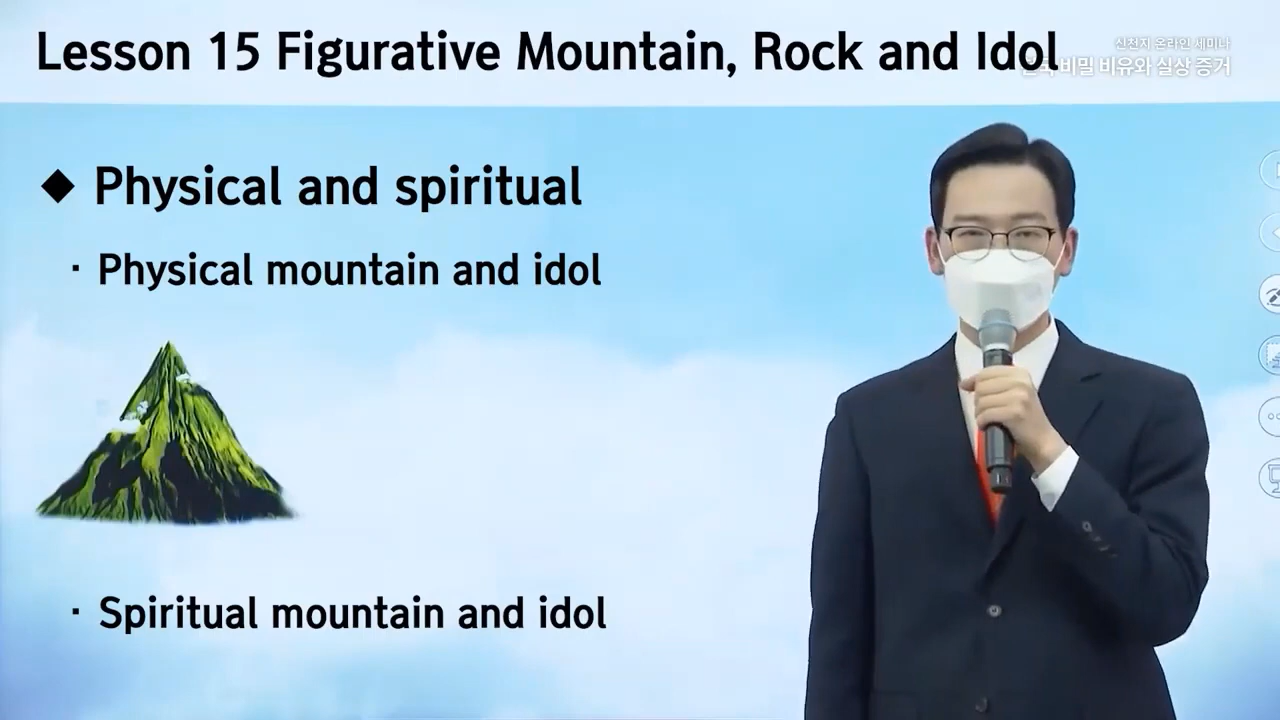 Lesson 15 Figurative Mountain, Rock and Idol
신천지 온라인 세미나
비밀 비유와 실상 증거
◆ Physical and spiritual
· Physical mountain and idol
· Spiritual mountain and idol